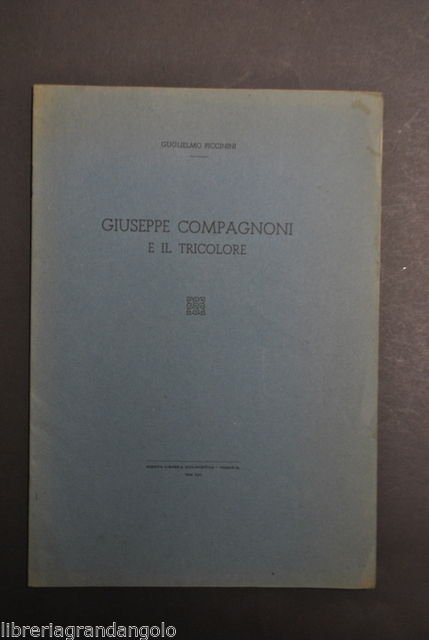 GUGLIELMO PICCININI
GIUSEPPE COMPAGNONI
E IL TRICOLORE
libreriagrandangolo